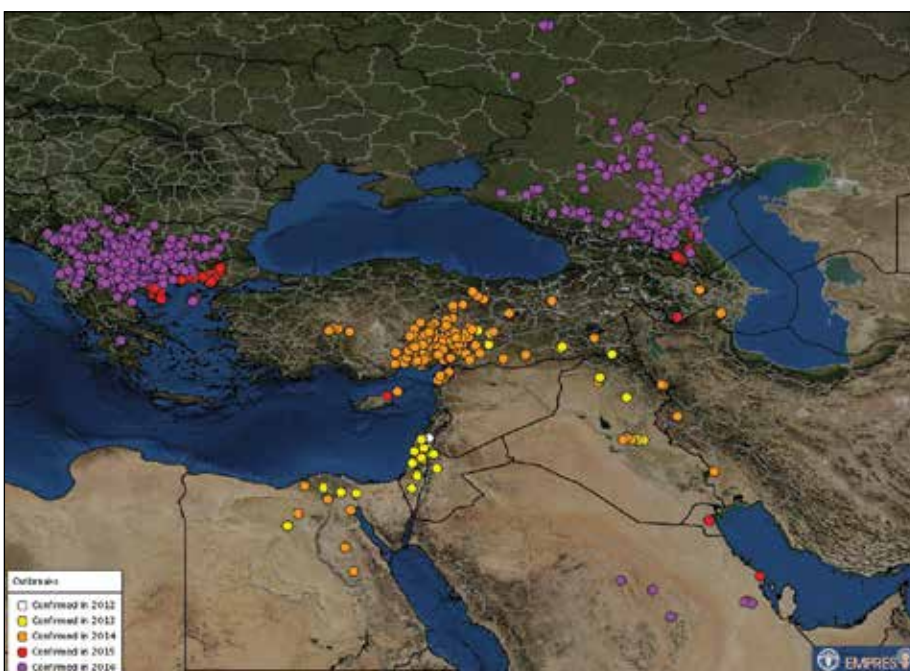 Outbreaks
Confirmed in 2012
Confirmed in 2013
Confirmed in 2014
Confirmed in 2015
Confirmed in 2016
EMPRES